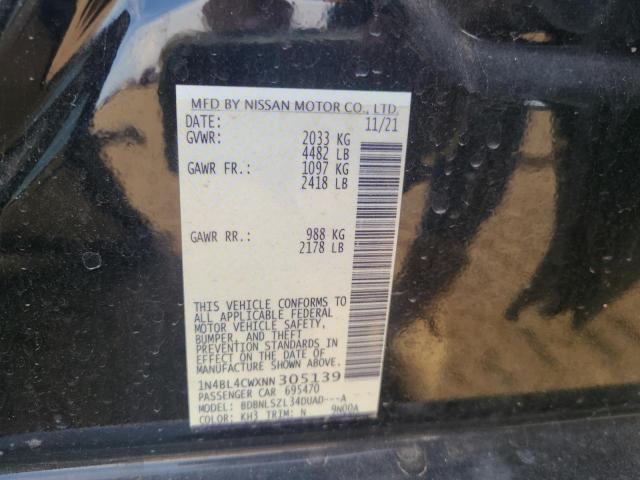 MFD BY NISSAN MOTOR CO., LTD.
DATE: 11/21
GVWR: 2033 KG
4482 LB
GAWR FR.: 1097 KG
2418 LB
GAWR RR.: 988 KG
2178 LB
THIS VEHICLE CONFORMS TO
ALL APPLICABLE FEDERAL
MOTOR VEHICLE SAFETY,
BUMPER, AND THEFT
PREVENTION STANDARDS IN
EFFECT ON THE DATE OF
MANUFACTURE SHOWN ABOVE.
1N4BL4CWXNN305139
PASSENGER CAR 695470
MODEL: BDBNLSZL34DUAD---A
COLOR: KH3 TRIM: N 9N00A